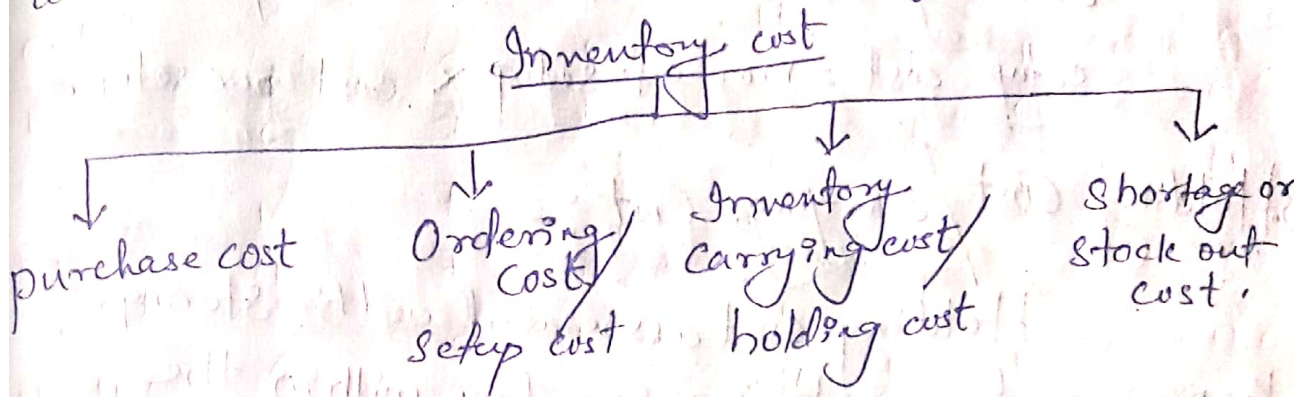 Inventory cost
purchase cost
Ordering/
cost/
setup cost
Inventory
carrying cost/
holding cost
Shortage or
stock out
cost.